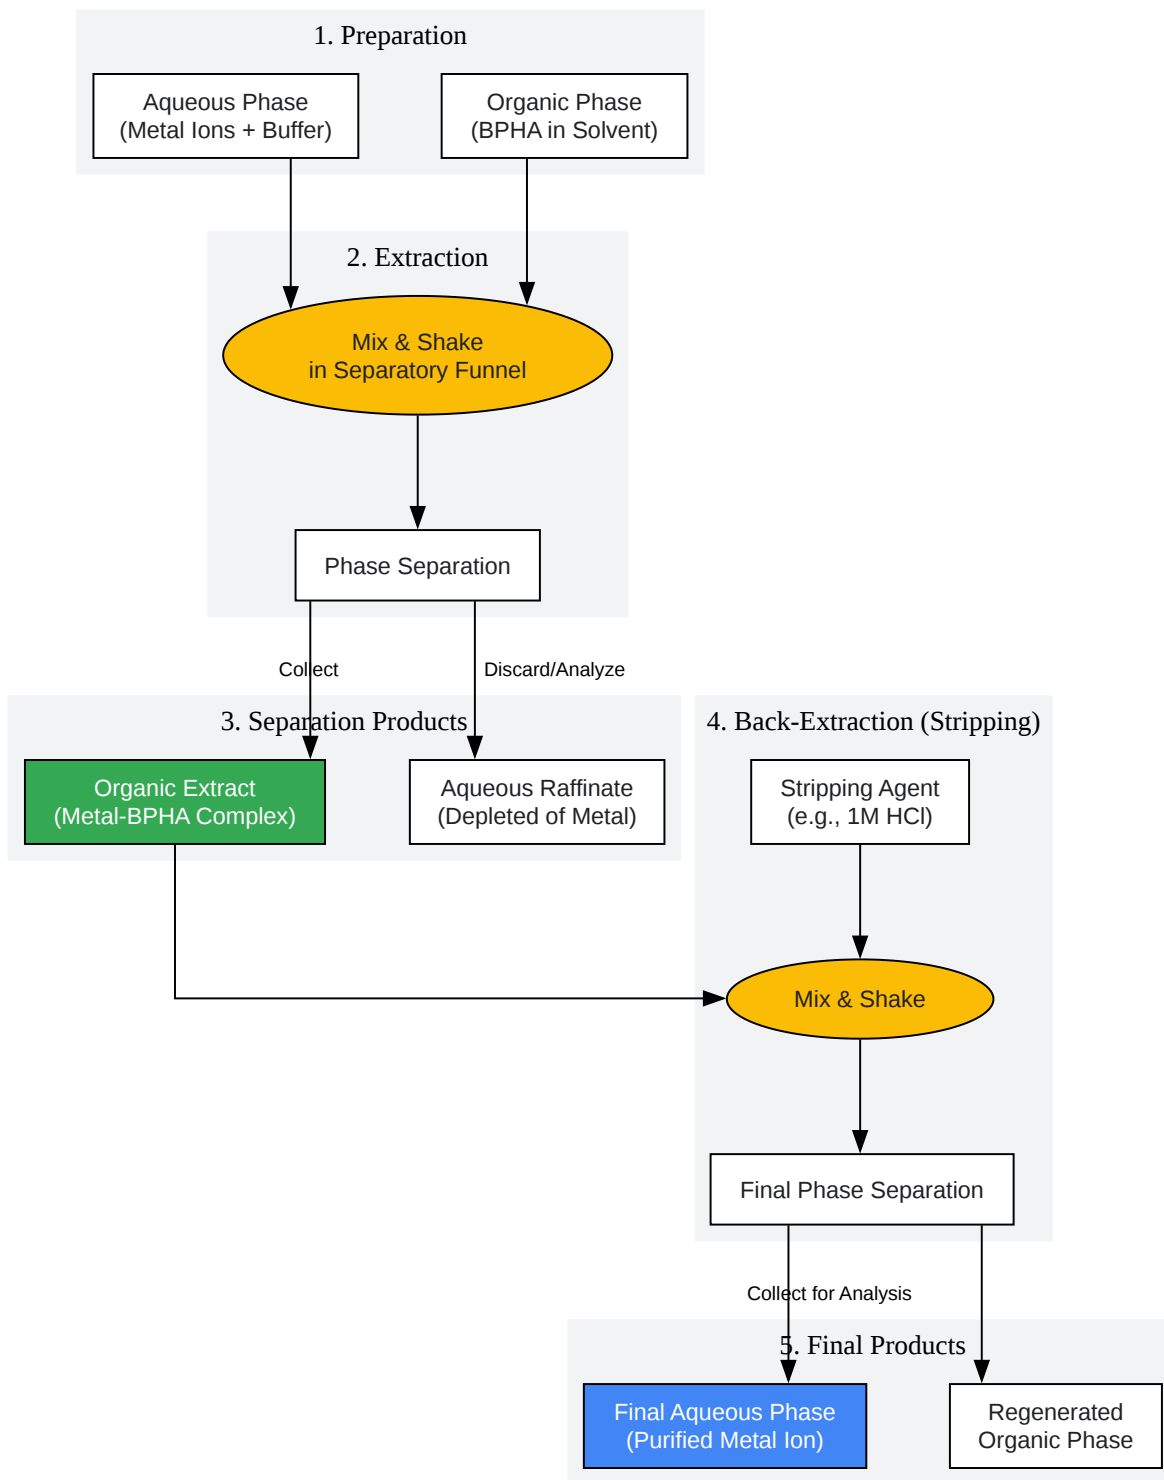 1. Preparation
Aqueous Phase
(Metal Ions + Buffer)
Organic Phase
(BPHA in Solvent)
2. Extraction
Mix & Shake
in Separatory Funnel
Phase Separation
Collect
Discard/Analyze
3. Separation Products
Organic Extract
(Metal-BPHA Complex)
Aqueous Raffinate
(Depleted of Metal)
4. Back-Extraction (Stripping)
Stripping Agent
(e.g., 1M HCl)
Mix & Shake
Final Phase Separation
Collect for Analysis
5. Final Products
Final Aqueous Phase
(Purified Metal Ion)
Regenerated
Organic Phase